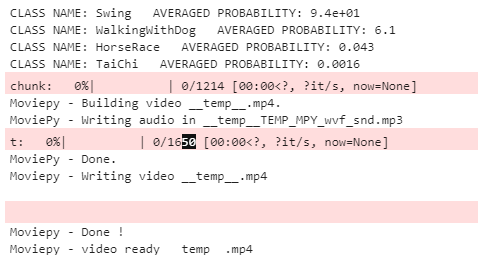 CLASS NAME: Swing   AVERAGED PROBABILITY: 9.4e+01
CLASS NAME: WalkingWithDog   AVERAGED PROBABILITY: 6.1
CLASS NAME: HorseRace   AVERAGED PROBABILITY: 0.043
CLASS NAME: TaiChi   AVERAGED PROBABILITY: 0.0016
chunk:   0%|          | 0/1214 [00:00<?, ?it/s, now=None]
Moviepy - Building video __temp__.mp4.
MoviePy - Writing audio in __temp__TEMP_MPY_wvf_snd.mp3
t:   0%|          | 0/1650 [00:00<?, ?it/s, now=None]
MoviePy - Done.
Moviepy - Writing video __temp__.mp4
Moviepy - Done !
Moviepy - video ready __temp__.mp4